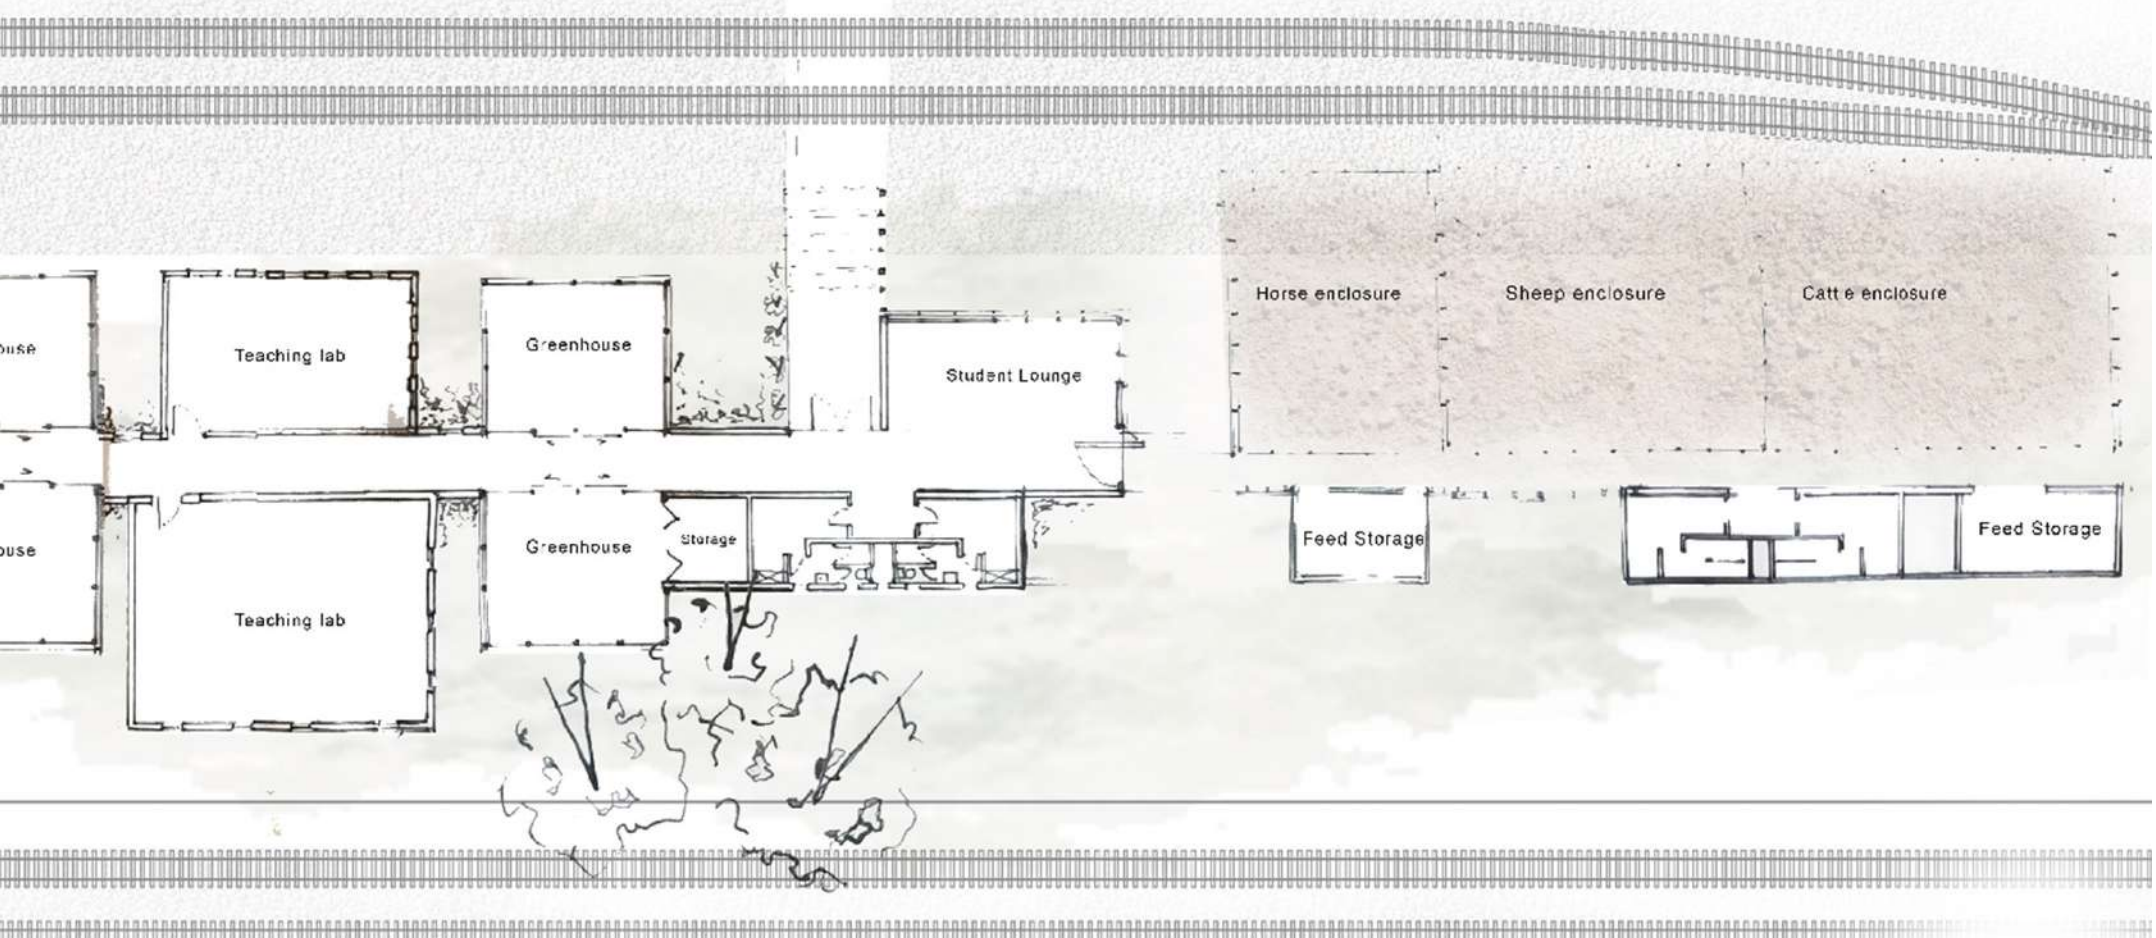 Horse enclosure
Sheep enclosure
Catt e enclosure
ouse
Teaching lab
Greenhouse
Student Lounge
ouse
Greenhouse
Storage
Feed Storage
Feed Storage
Teaching lab